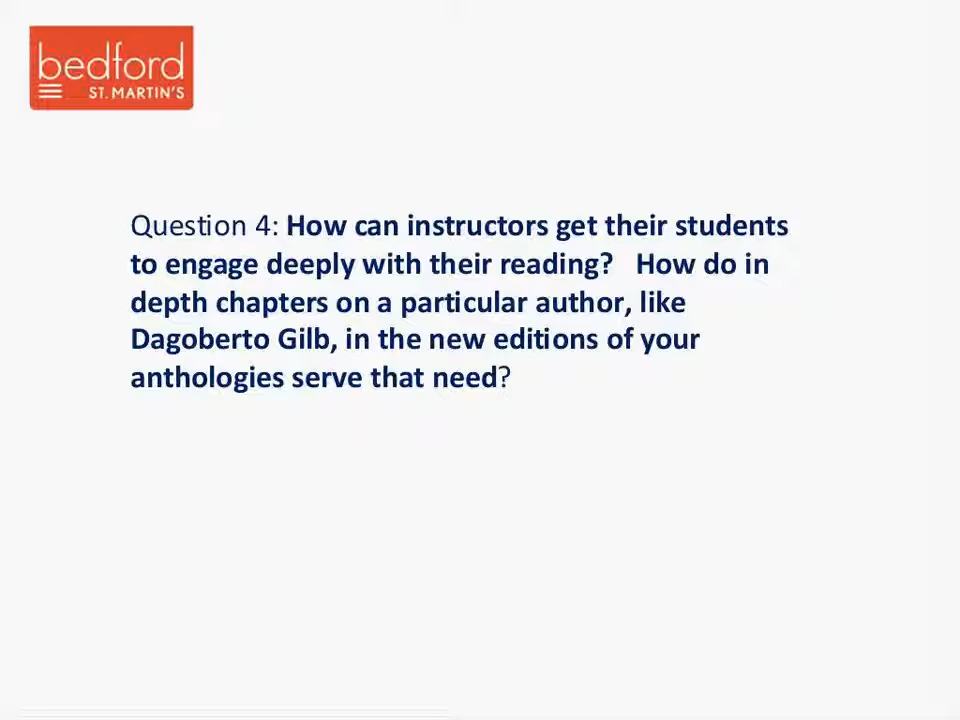 bedford
ST. MARTIN'S
Question 4: How can instructors get their students
to engage deeply with their reading? How do in
depth chapters on a particular author, like
Dagoberto Gilb, in the new editions of your
anthologies serve that need?